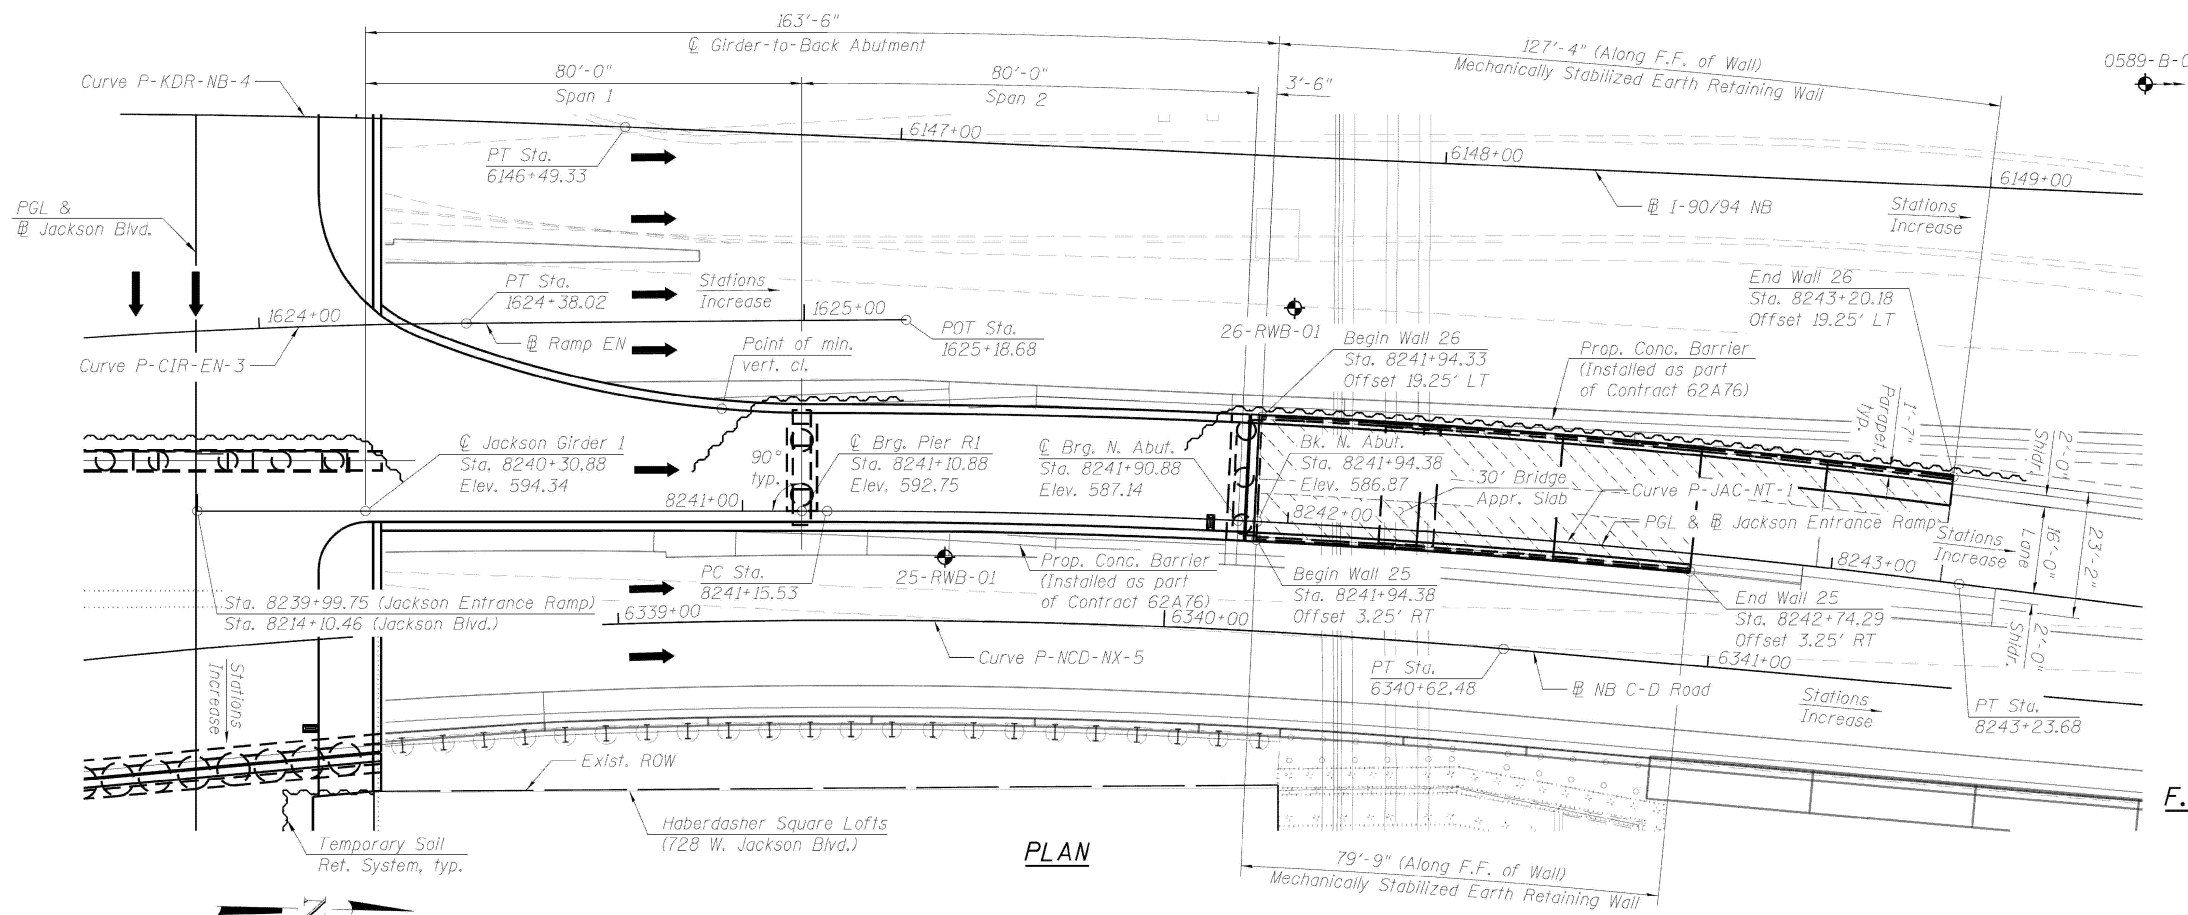 163'-6"
℄ Girder-to-Back Abutment
127'-4" (Along F.F. of Wall)
Mechanically Stabilized Earth Retaining Wall
80'-0"
Span 1
80'-0"
Span 2
3'-6"
Curve P-KDR-NB-4
PT Sta.
6146+49.33
6147+00
6148+00
6149+00
PGL &
B Jackson Blvd.
B I-90/94 NB
Stations
Increase
PT Sta.
1624+38.02
Stations
Increase
1624+00
1625+00
POT Sta.
1625+18.68
B Ramp EN
Curve P-CIR-EN-3
Point of min.
vert. cl.
26-RWB-01
Begin Wall 26
Sta. 8241+94.33
Offset 19.25' LT
End Wall 26
Sta. 8243+20.18
Offset 19.25' LT
Prop. Conc. Barrier
(Installed as part
of Contract 62A76)
1'-7"
Parapet,
typ.
2'-0"
Shldr.
℄ Jackson Girder 1
Sta. 8240+30.88
Elev. 594.34
90°
typ.
℄ Brg. Pier R1
Sta. 8241+10.88
Elev. 592.75
℄ Brg. N. Abut.
Sta. 8241+90.88
Elev. 587.14
Bk. N. Abut.
Sta. 8241+94.38
Elev. 586.87
30' Bridge
Appr. Slab
Curve P-JAC-NT-1
PGL & B Jackson Entrance Ramp
8241+00
8242+00
8243+00
Stations
Increase
16'-0"
Lane
23'-2"
2'-0"
Shldr.
Sta. 8239+99.75 (Jackson Entrance Ramp)
Sta. 8214+10.46 (Jackson Blvd.)
PC Sta.
8241+15.53
25-RWB-01
Prop. Conc. Barrier
(Installed as part
of Contract 62A76)
Begin Wall 25
Sta. 8241+94.38
Offset 3.25' RT
End Wall 25
Sta. 8242+74.29
Offset 3.25' RT
6339+00
6340+00
6341+00
Curve P-NCD-NX-5
PT Sta.
6340+62.48
B NB C-D Road
Stations
Increase
PT Sta.
8243+23.68
Stations
Increase
Exist. ROW
Haberdasher Square Lofts
(728 W. Jackson Blvd.)
Temporary Soil
Ret. System, typ.
PLAN
79'-9" (Along F.F. of Wall)
Mechanically Stabilized Earth Retaining Wall
Z